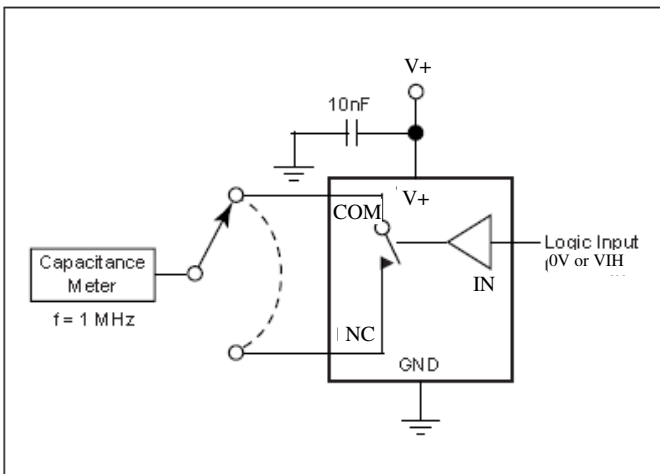 V+
10nF
V+
COM
Logic Input
0V or VIH
IN
Capacitance
Meter
f = 1 MHz
NC
GND